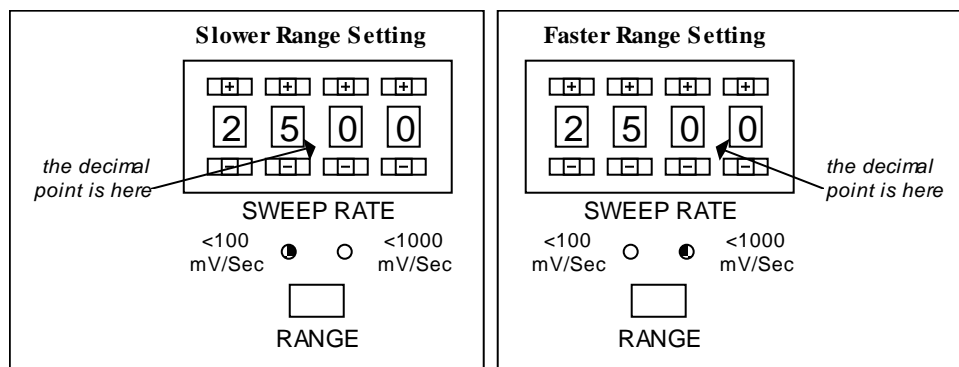 Slower Range Setting
+ + + +
2 5 0 0
− − − −
the decimal
point is here
SWEEP RATE
<100
mV/Sec
<1000
mV/Sec
RANGE
Faster Range Setting
+ + + +
2 5 0 0
− − − −
the decimal
point is here
SWEEP RATE
<100
mV/Sec
<1000
mV/Sec
RANGE